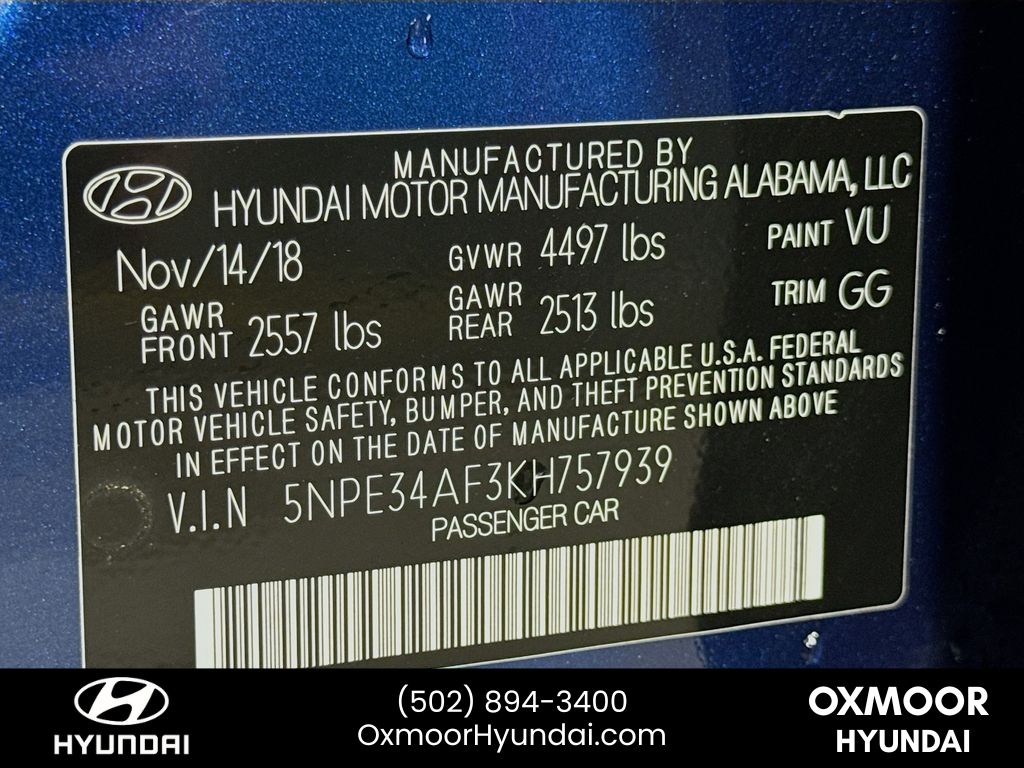 MANUFACTURED BY
HYUNDAI MOTOR MANUFACTURING ALABAMA, LLC
Nov/14/18 GVWR 4497 lbs PAINT VU
GAWR FRONT 2557 lbs GAWR REAR 2513 lbs TRIM GG
THIS VEHICLE CONFORMS TO ALL APPLICABLE U.S.A. FEDERAL
MOTOR VEHICLE SAFETY, BUMPER, AND THEFT PREVENTION STANDARDS
IN EFFECT ON THE DATE OF MANUFACTURE SHOWN ABOVE
V.I.N 5NPE34AF3KH757939
PASSENGER CAR
HYUNDAI
(502) 894-3400
OxmoorHyundai.com
OXMOOR
HYUNDAI